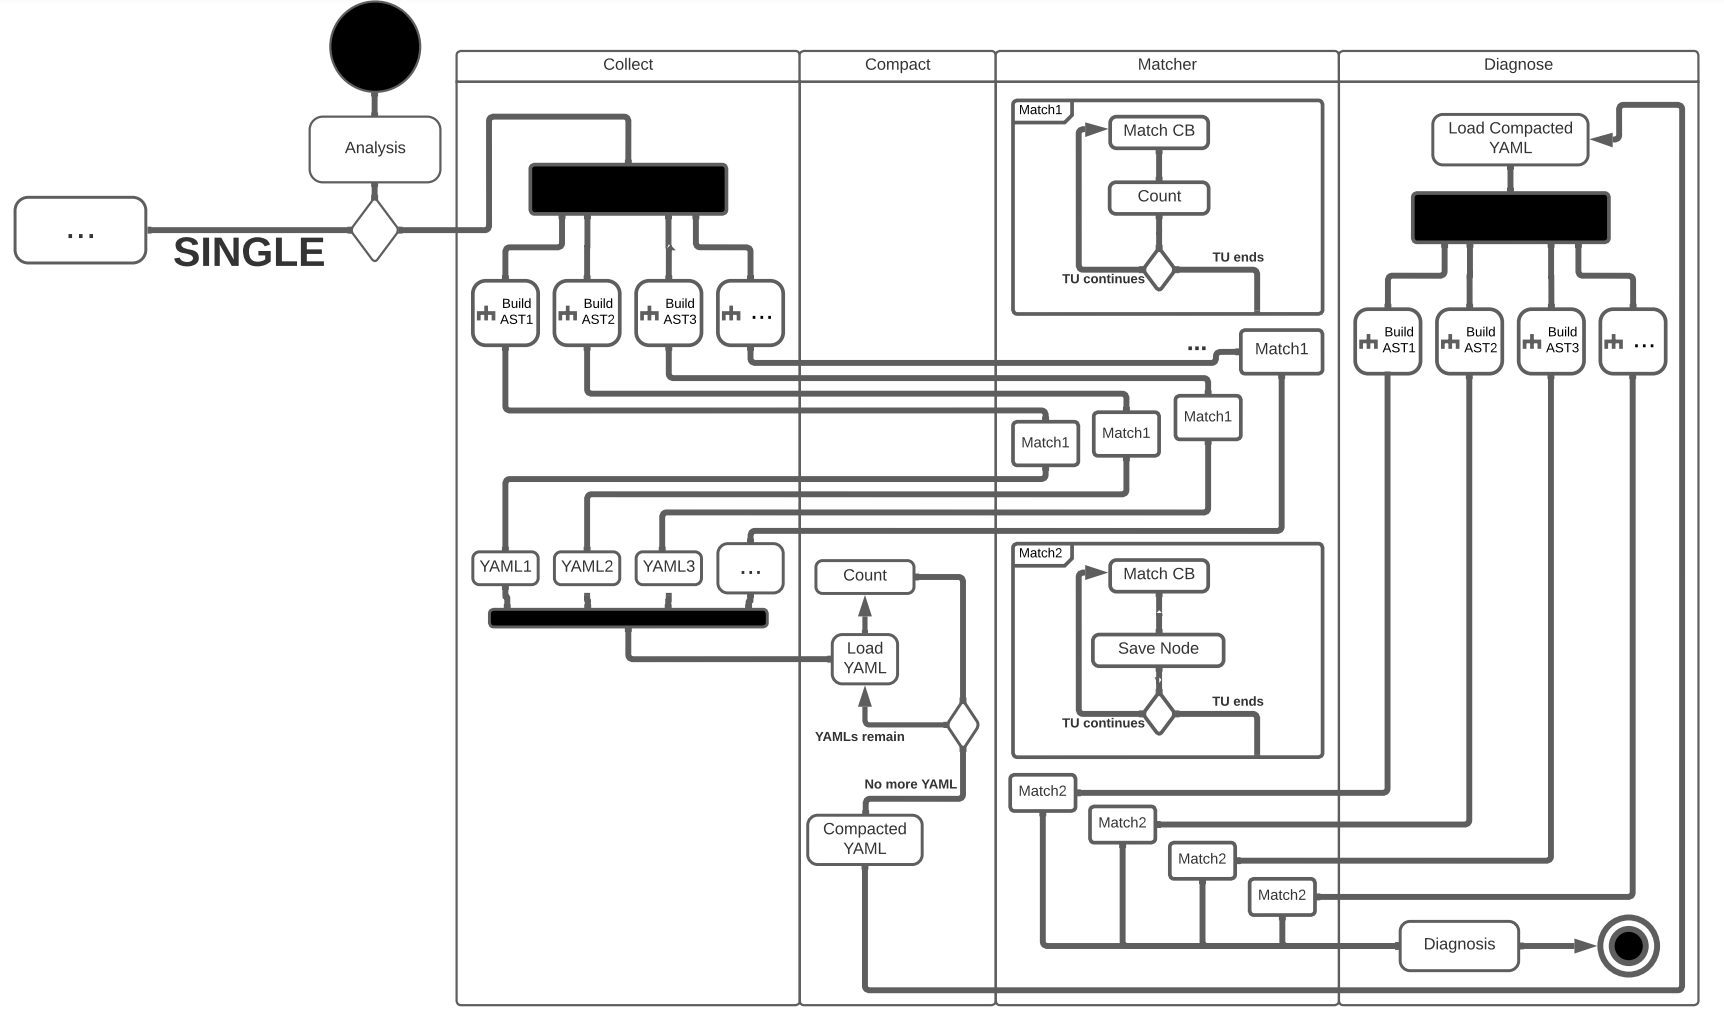 Collect
Compact
Matcher
Diagnose
Analysis
...
SINGLE
Build
AST1
Build
AST2
Build
AST3
...
Match1
Match CB
Count
TU continues
TU ends
...
Match1
Match1
Match1
Match1
Load Compacted
YAML
Build
AST1
Build
AST2
Build
AST3
...
YAML1
YAML2
YAML3
...
Count
Load
YAML
YAMLs remain
No more YAML
Compacted
YAML
Match2
Match CB
Save Node
TU continues
TU ends
Match2
Match2
Match2
Match2
Diagnosis